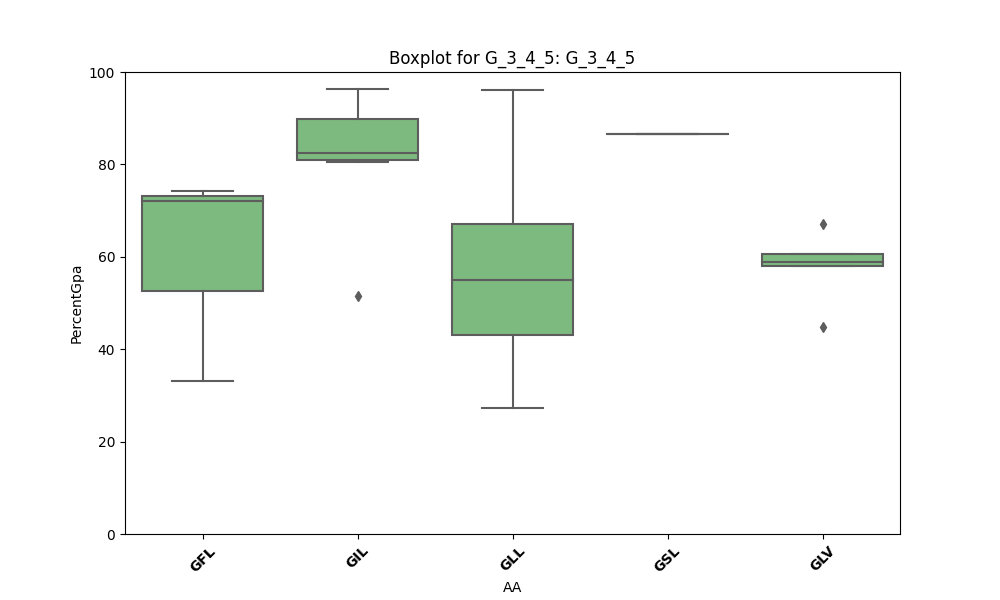 Boxplot for G_3_4_5: G_3_4_5
100
80
60
40
20
0
PercentGpa
GFL
GIL
GLL
GSL
GLV
AA